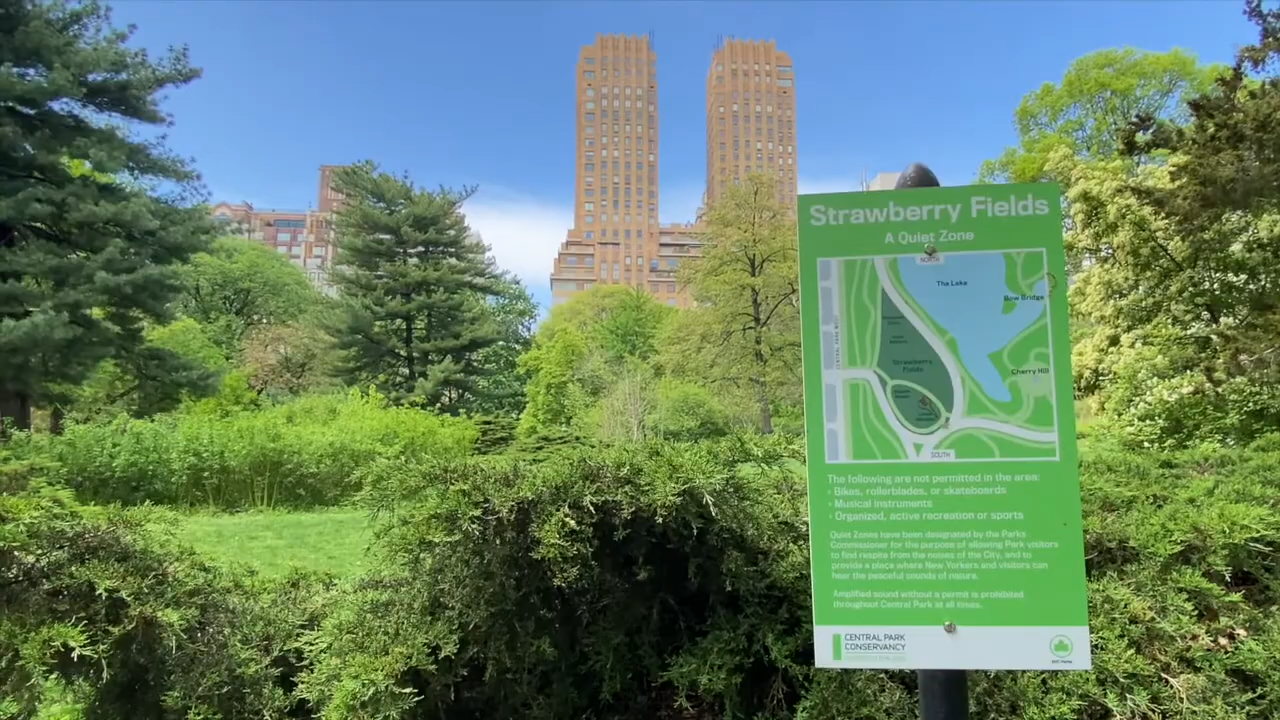 Strawberry Fields
A Quiet Zone
NORTH
The Lake
Bow Bridge
Strawberry
Fields
Cherry Hill
SOUTH
The following are not permitted in the area:
• Bikes, rollerblades, or skateboards
• Musical instruments
• Organized, active recreation or sports
Quiet Zones have been designated by the Parks
Commissioner for the purpose of allowing Park visitors
to find respite from the noises of the City, and to
provide a place where New Yorkers and visitors can
hear the peaceful sounds of nature.
Amplified sound without a permit is prohibited
throughout Central Park at all times.
CENTRAL PARK
CONSERVANCY